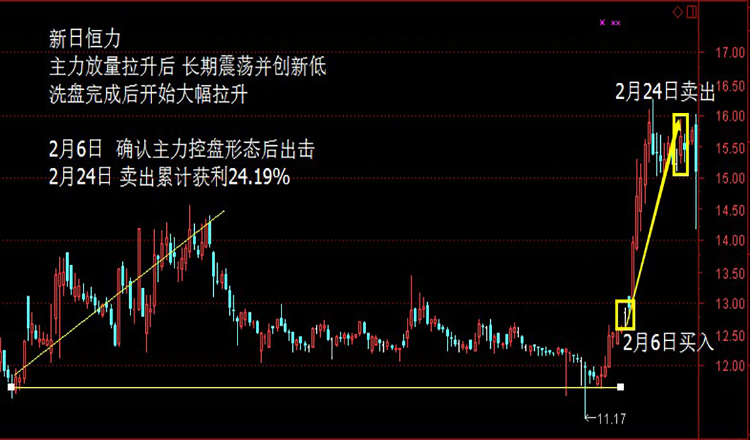 新日恒力
主力放量拉升后 长期震荡并创新低
洗盘完成后开始大幅拉升
2月6日 确认主力控盘形态后出击
2月24日 卖出累计获利24.19%
2月24日卖出
2月6日买入
11.17
17.00
16.00
15.50
15.00
14.50
14.00
13.50
13.00
12.50
12.00